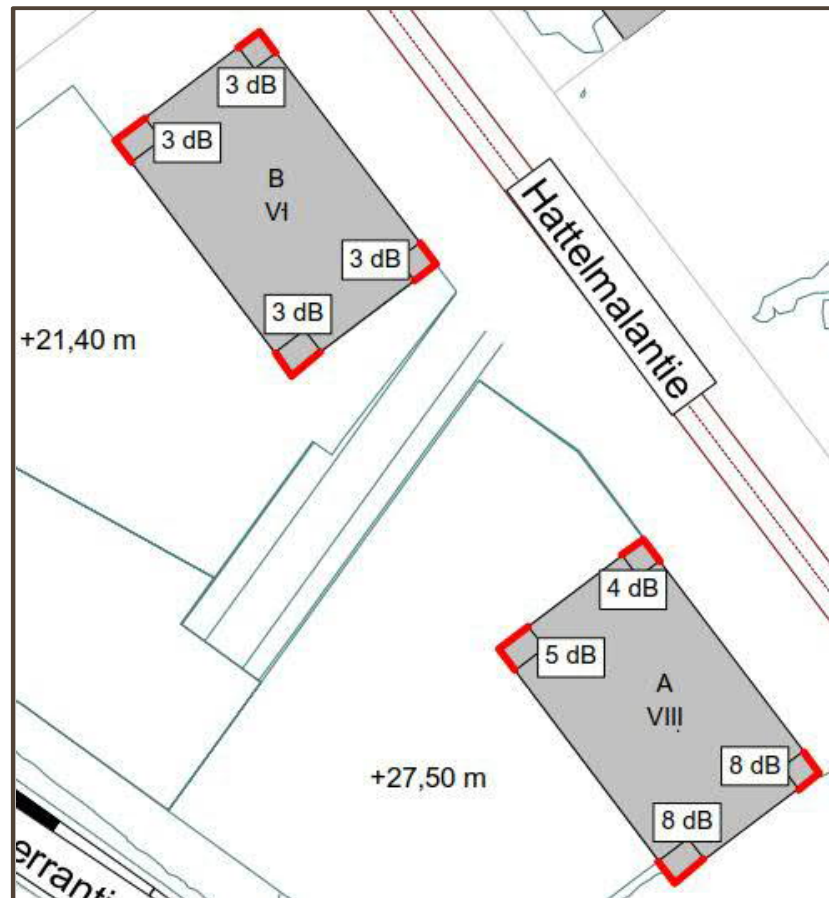 3 dB
3 dB
B
VI
3 dB
3 dB
+21,40 m
Hattelmalantie
4 dB
5 dB
A
VIII
8 dB
+27,50 m
8 dB
erranti